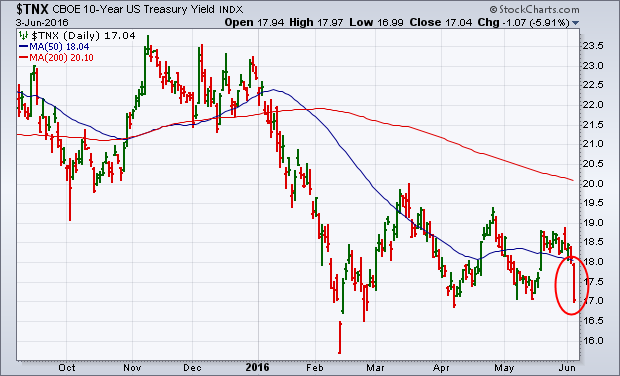 $TNX CBOE 10-Year US Treasury Yield INDX © StockCharts.com
3-Jun-2016 Open 17.94 High 17.97 Low 16.99 Close 17.04 Chg -1.07 (-5.91%)
$TNX (Daily) 17.04
MA(50) 18.04
MA(200) 20.10
23.5
23.0
22.5
22.0
21.5
21.0
20.5
20.0
19.5
19.0
18.5
18.0
17.5
17.0
16.5
16.0
Oct Nov Dec 2016 Feb Mar Apr May Jun